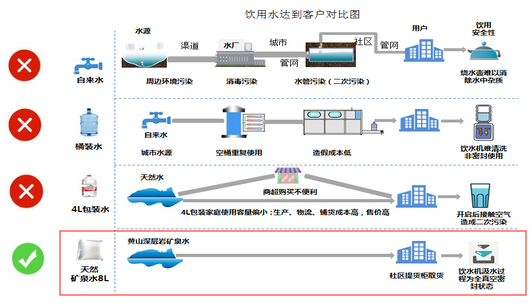 饮用水达到客户对比图
水源
渠道
水厂
城市
管网
社区
管网
用户
饮用
安全性
自来水
周边环境污染
消毒污染
水管污染（二次污染）
烧水壶难以消
除水中杂质
桶装水
自来水
城市水源
空桶重复使用
造假成本低
饮水机难清洗
非密封使用
4L包装水
天然水
商超购买不便利
4L包装家庭使用容量偏小；生产、物流、铺货成本高，售价高
开启后接触空气
造成二次污染
天然
矿泉水8L
黄山深层岩矿泉水
社区提货柜取货
饮水机及水过
程为全真空密
封状态